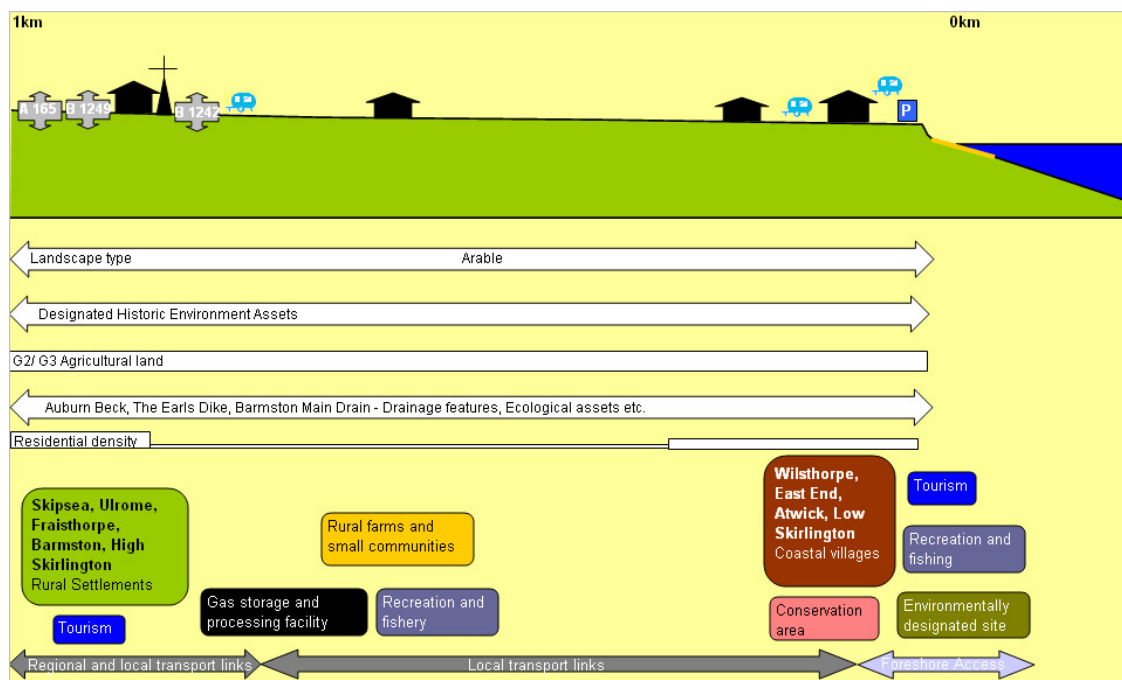 1km
0km
A 165
B 1249
B 1242
P
Landscape type
Arable
Designated Historic Environment Assets
G2/ G3 Agricultural land
Auburn Beck, The Earls Dike, Barmston Main Drain - Drainage features, Ecological assets etc.
Residential density
Skipsea, Ulrome,
Fraisthorpe,
Barmston, High
Skirlington
Rural Settlements
Tourism
Gas storage and
processing facility
Rural farms and
small communities
Recreation and
fishery
Wilsthorpe,
East End,
Atwick, Low
Skirlington
Coastal villages
Conservation
area
Tourism
Recreation and
fishing
Environmentally
designated site
Regional and local transport links
Local transport links
Foreshore Access